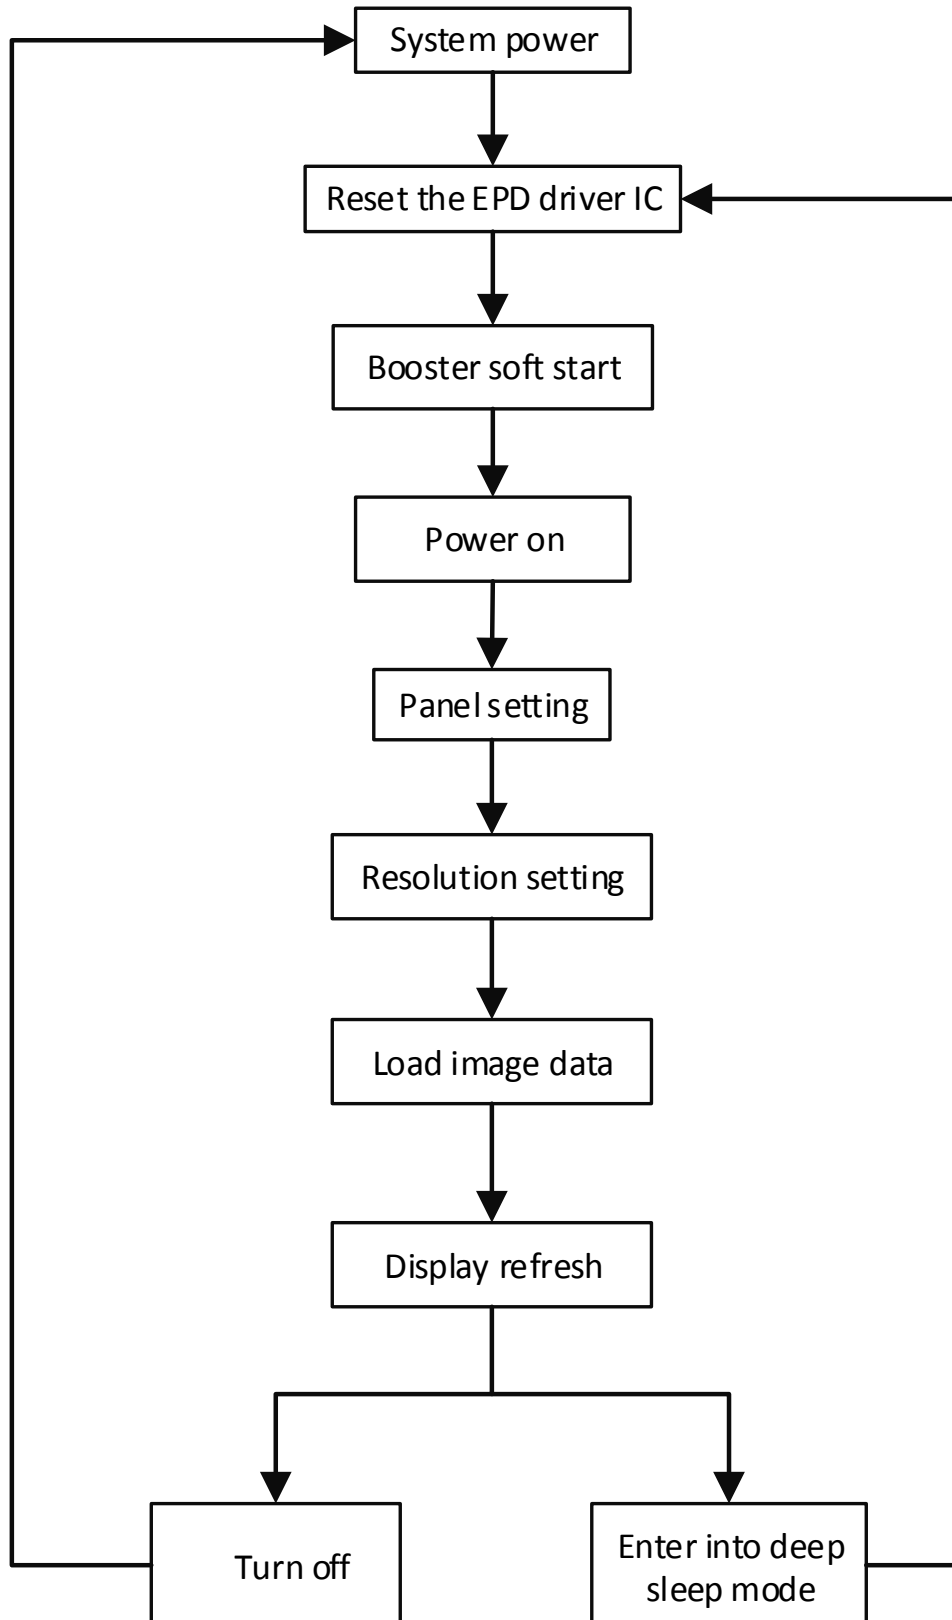 System power
Reset the EPD driver IC
Booster soft start
Power on
Panel setting
Resolution setting
Load image data
Display refresh
Turn off
Enter into deep
sleep mode